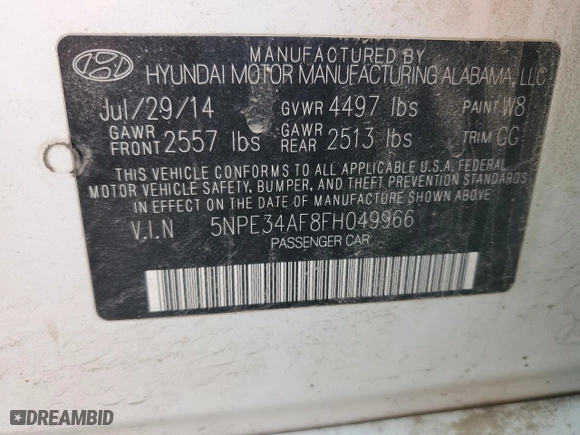 MANUFACTURED BY
HYUNDAI MOTOR MANUFACTURING ALABAMA, LLC
Jul/29/14 GVWR 4497 lbs PAINT W8
GAWR FRONT 2557 lbs GAWR REAR 2513 lbs TRIM GG
THIS VEHICLE CONFORMS TO ALL APPLICABLE U.S.A. FEDERAL
MOTOR VEHICLE SAFETY, BUMPER, AND THEFT PREVENTION STANDARDS
IN EFFECT ON THE DATE OF MANUFACTURE SHOWN ABOVE.
V.I.N 5NPE34AF8FH049966
PASSENGER CAR
DREAMBID